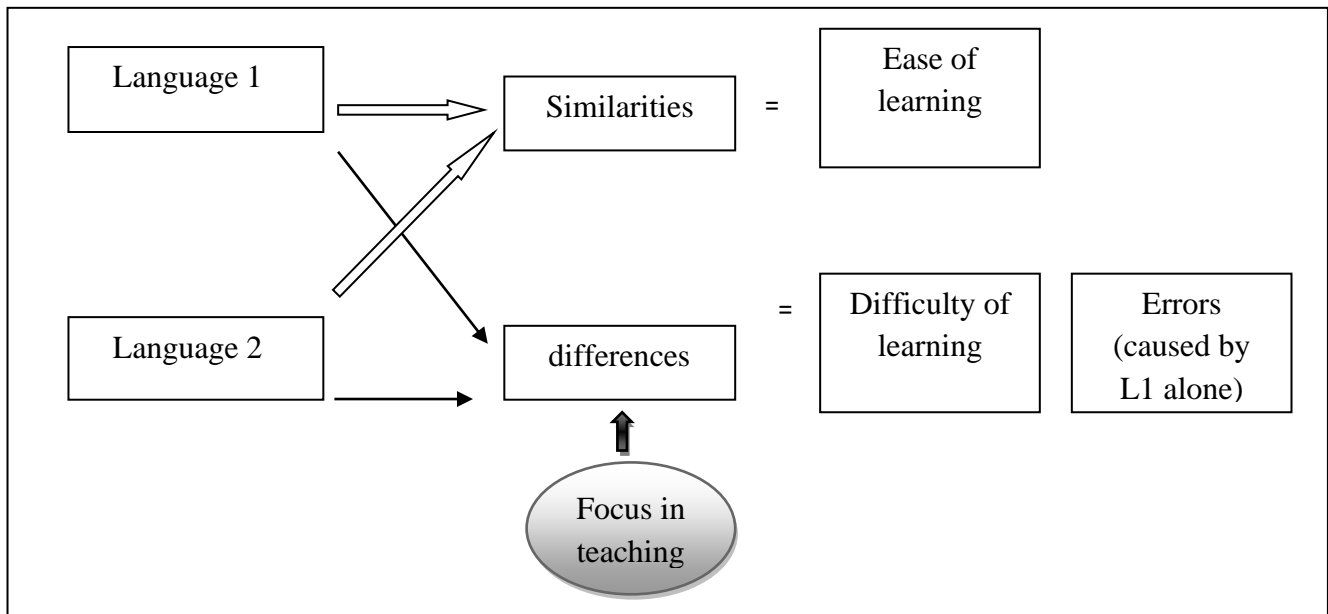 Language 1
Similarities
=
Ease of
learning
Language 2
differences
=
Difficulty of
learning
Errors
(caused by
L1 alone)
Focus in
teaching